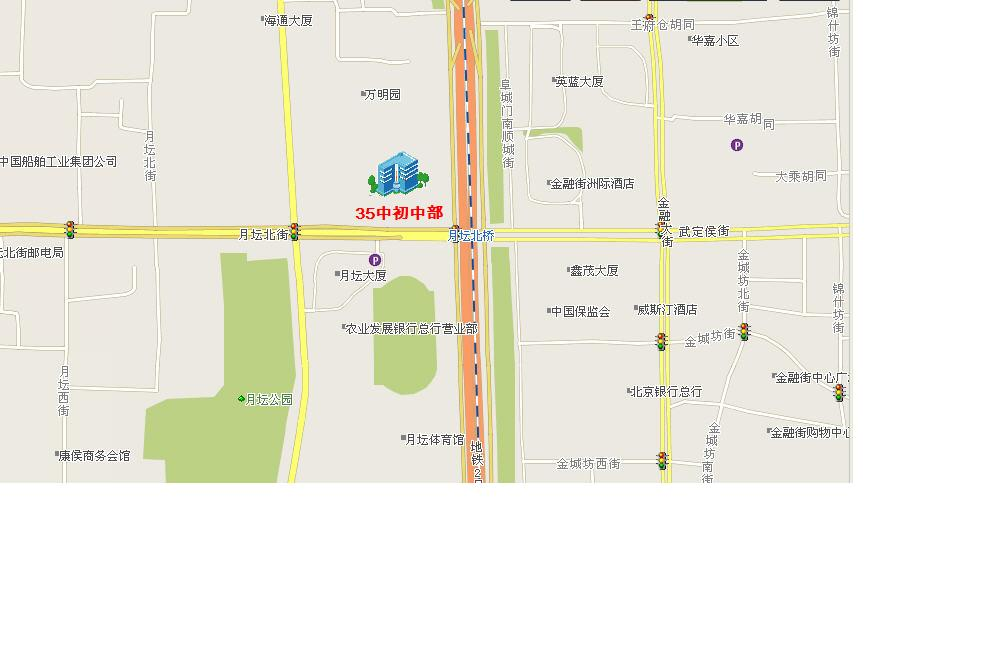 海通大厦
王府仓胡同
华嘉小区
锦什坊街
英蓝大厦
万明园
阜城门南顺城街
华嘉胡同
P
月坛北街
中国船舶工业集团公司
大乘胡同
金融街洲际酒店
35中初中部
金融大街
月坛北街
月坛北桥
武定侯街
北街邮电局
P
月坛大厦
鑫茂大厦
金城坊北街
锦什坊街
中国保监会
威斯汀酒店
农业发展银行总行营业部
金城坊街
月坛西街
金融街中心广
北京银行总行
月坛公园
金城坊南街
金融街购物中心
月坛体育馆
地铁2
康侯商务会馆
金城坊西街